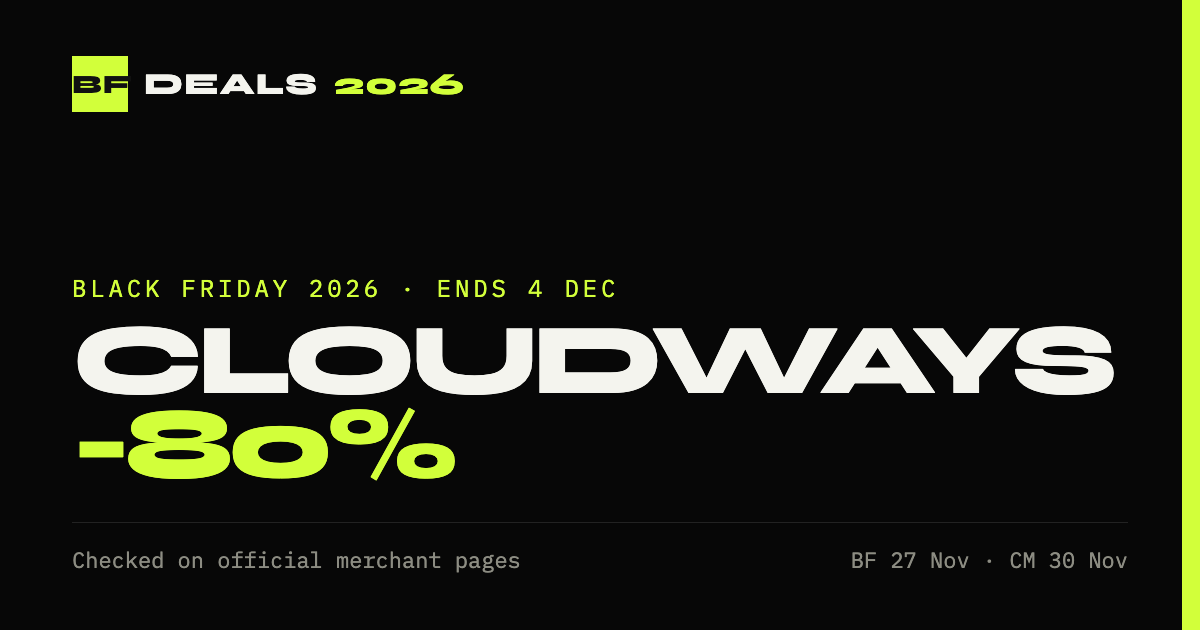 BF DEALS 2026
BLACK FRIDAY 2026 · ENDS 4 DEC
CLOUDWAYS
-80%
Checked on official merchant pages
BF 27 Nov · CM 30 Nov